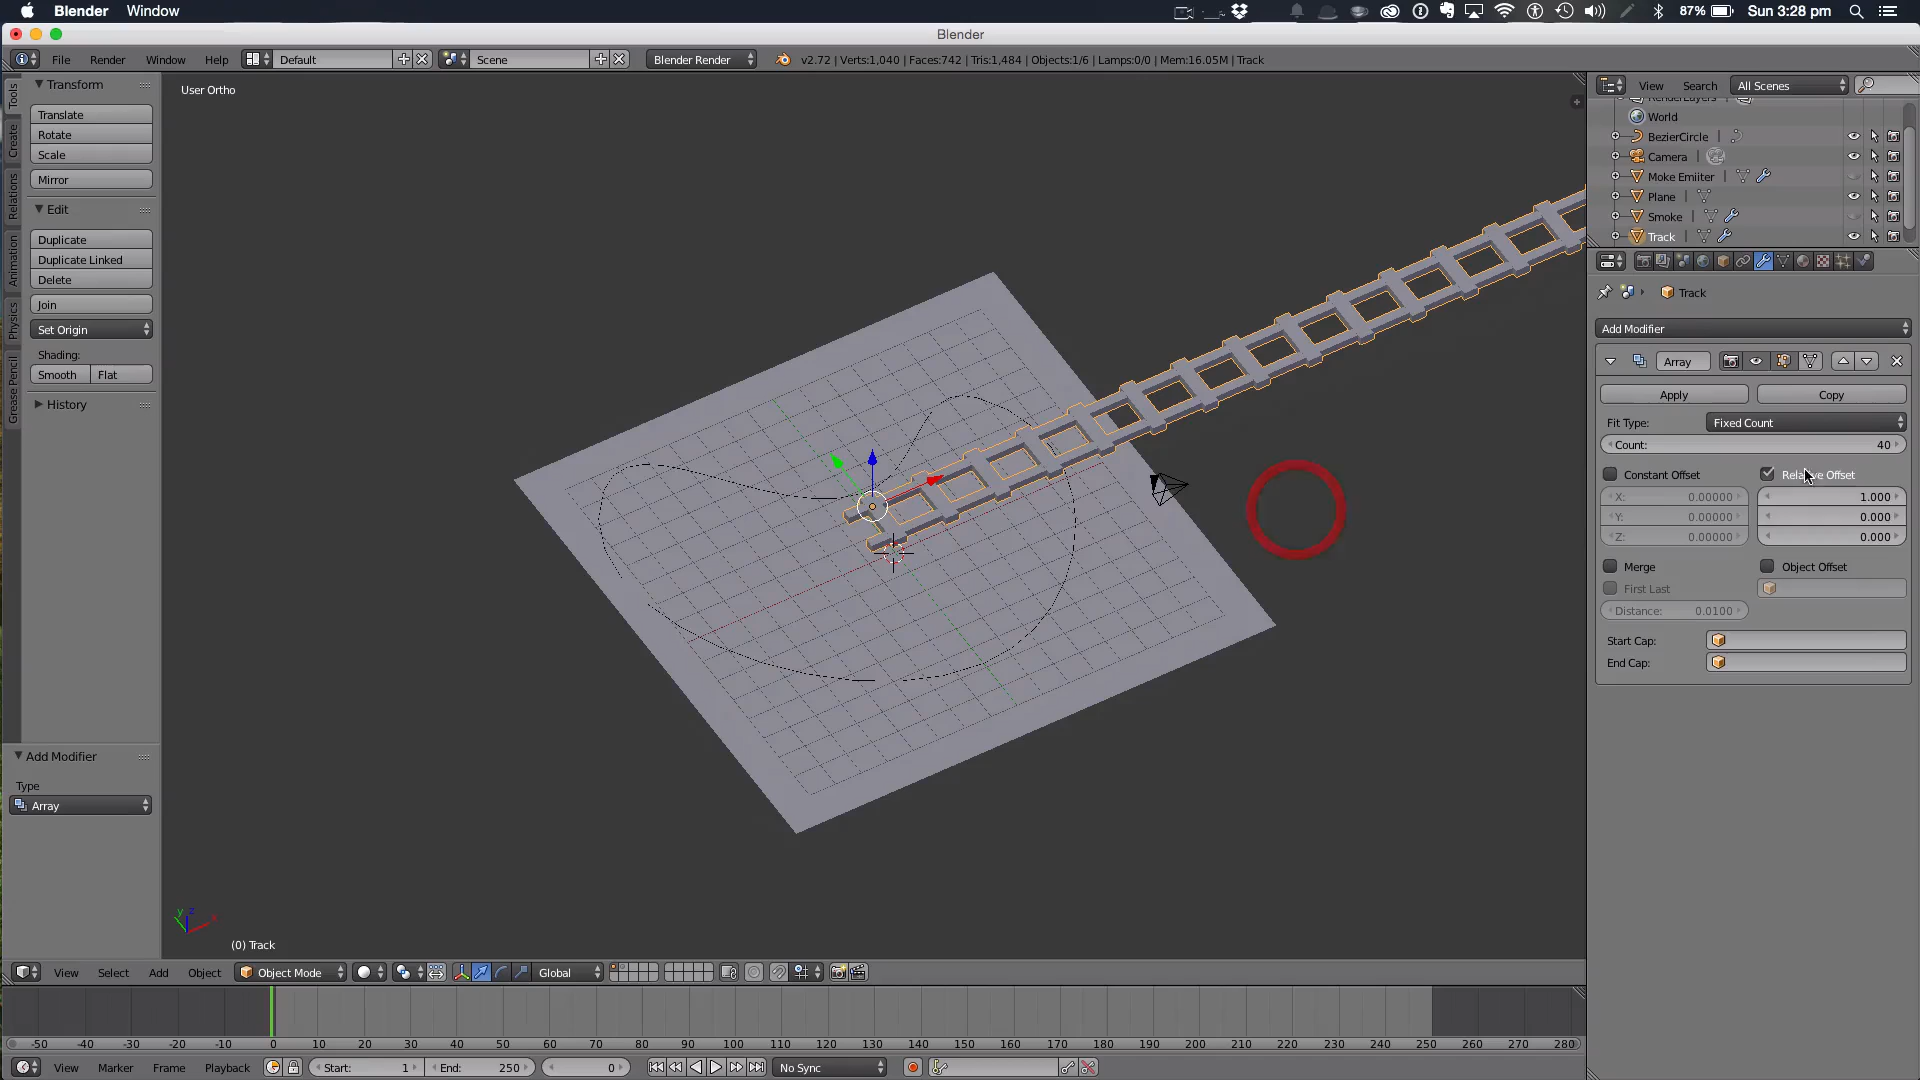 Blender Window
87% Sun 3:28 pm
Blender
File Render Window Help Default Scene Blender Render v2.72 | Verts:1,040 | Faces:742 | Tris:1,484 | Objects:1/6 | Lamps:0/0 | Mem:16.05M | Track
Tools
Create
Relations
Animation
Physics
Grease Pencil
Transform
Translate
Rotate
Scale
Mirror
Edit
Duplicate
Duplicate Linked
Delete
Join
Set Origin
Shading:
Smooth Flat
History
Add Modifier
Type
Array
User Ortho
(0) Track
View Search All Scenes
RenderLayers
World
BezierCircle
Camera
Moke Emiiter
Plane
Smoke
Track
Track
Add Modifier
Array
Apply Copy
Fit Type: Fixed Count
Count: 40
Constant Offset Relative Offset
X: 0.00000 1.000
Y: 0.00000 0.000
Z: 0.00000 0.000
Merge Object Offset
First Last
Distance: 0.0100
Start Cap:
End Cap:
View Select Add Object Object Mode Global
-50 -40 -30 -20 -10 0 10 20 30 40 50 60 70 80 90 100 110 120 130 140 150 160 170 180 190 200 210 220 230 240 250 260 270 280
View Marker Frame Playback Start: 1 End: 250 0 No Sync